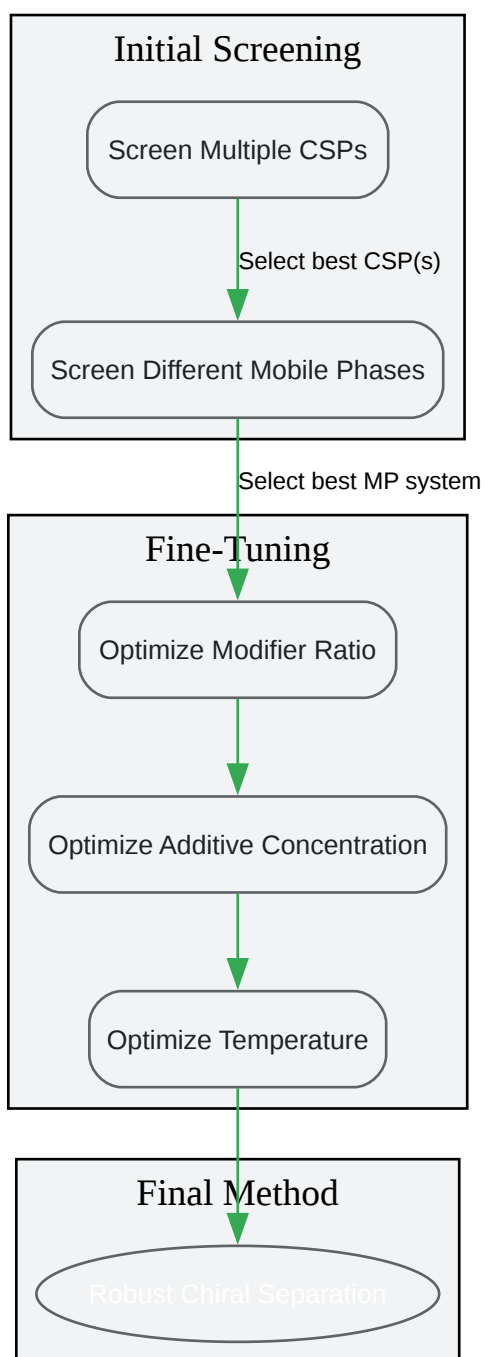 Initial Screening
Screen Multiple CSPs
Select best CSP(s)
Screen Different Mobile Phases
Select best MP system
Fine-Tuning
Optimize Modifier Ratio
Optimize Additive Concentration
Optimize Temperature
Final Method
Robust Chiral Separation